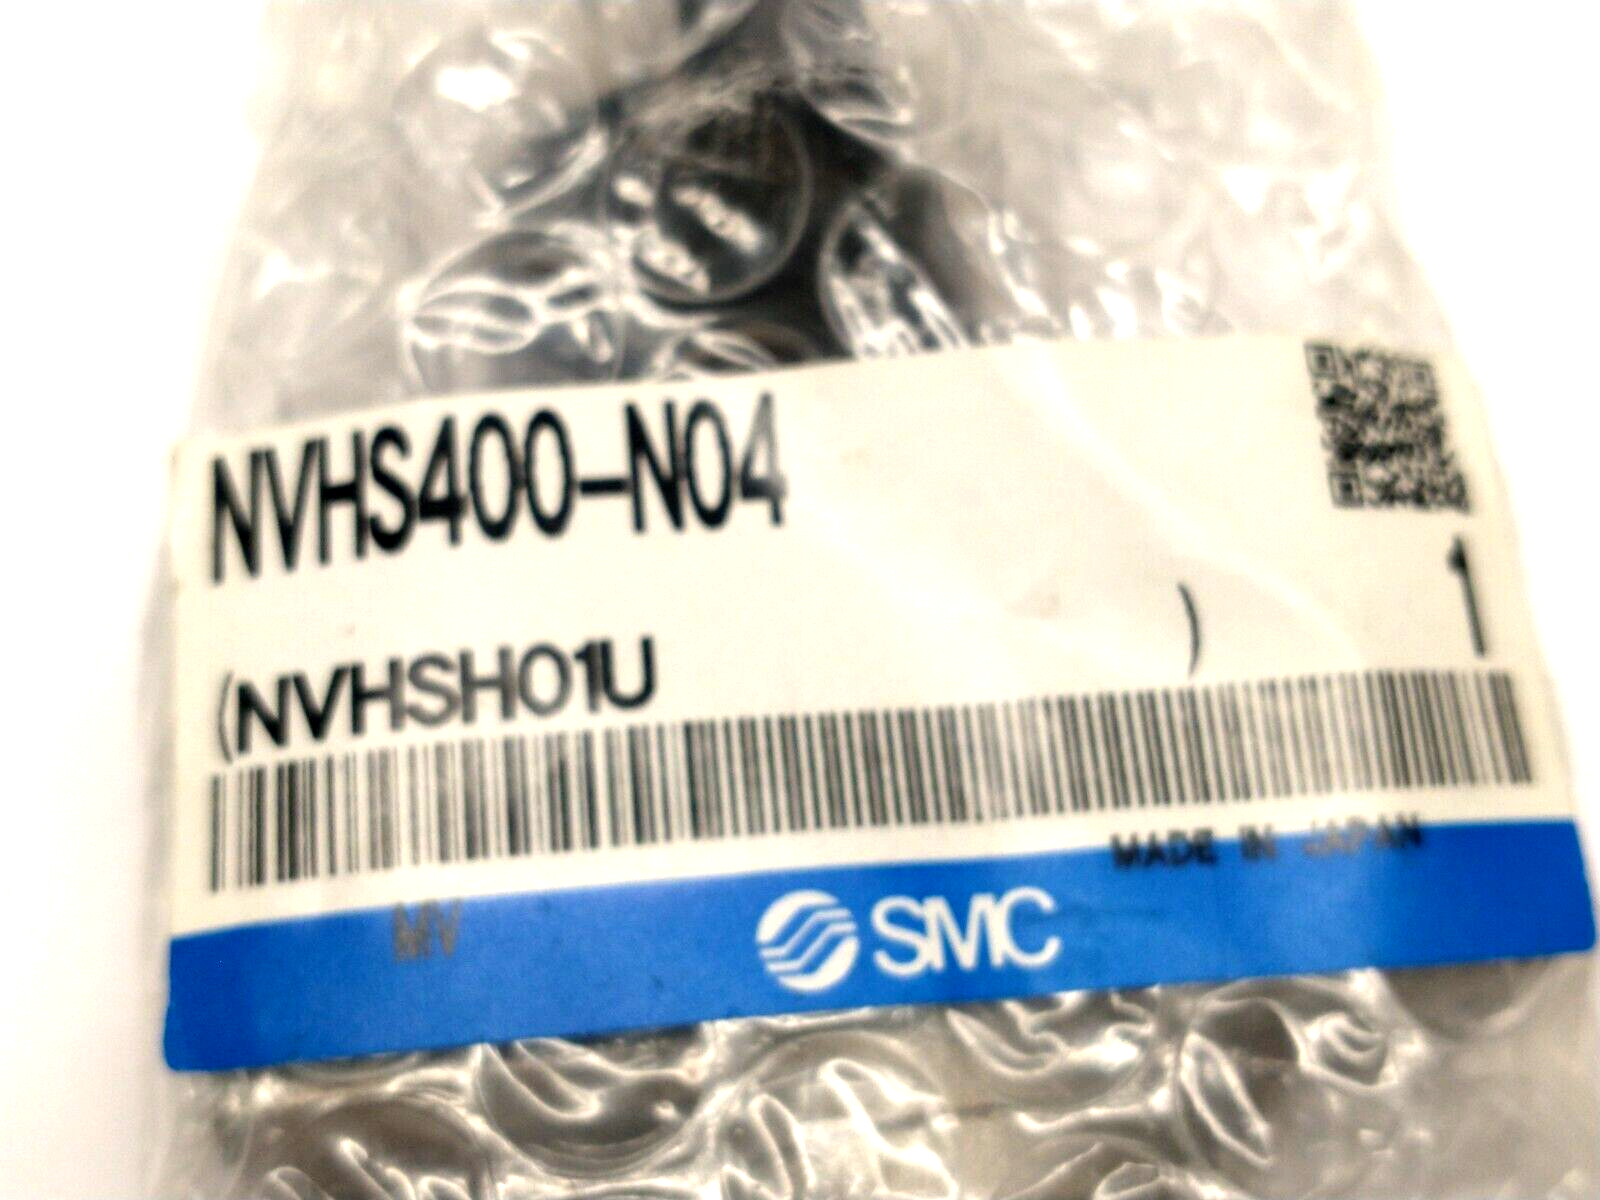 NVHS400-N04
1
(NVHSH01U )
MADE IN JAPAN
MV
SMC